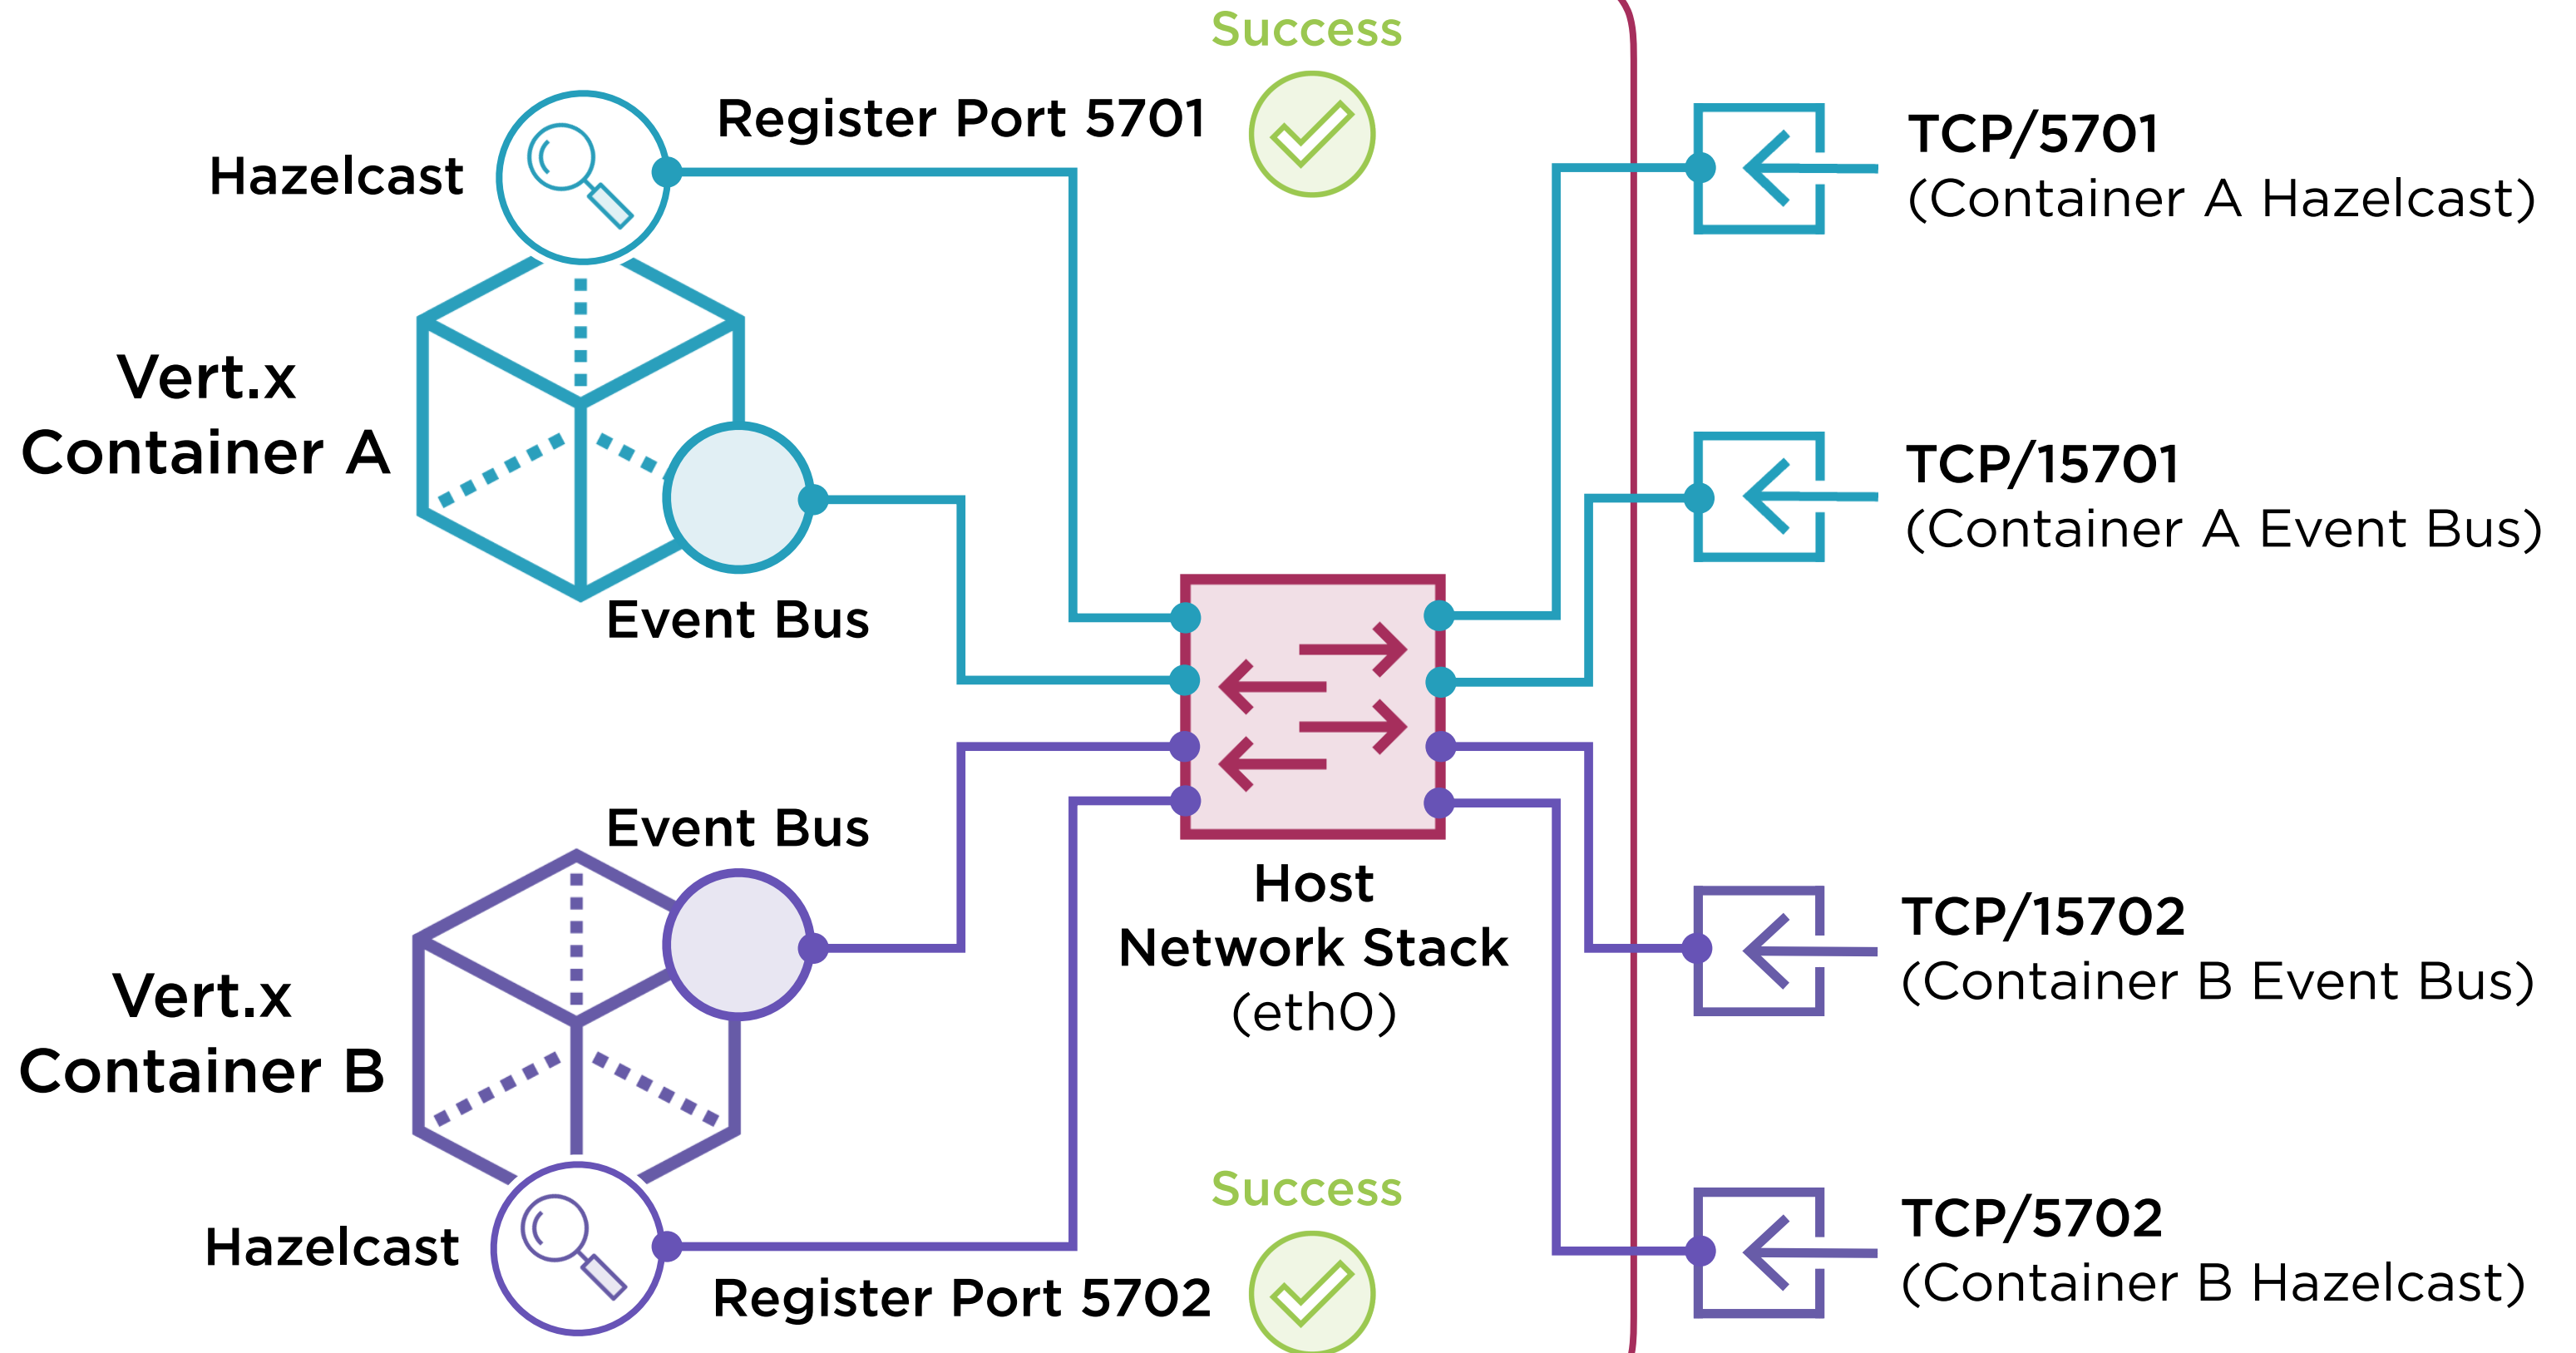 Success
Register Port 5701
Hazelcast
TCP/5701
(Container A Hazelcast)
Vert.x
Container A
TCP/15701
(Container A Event Bus)
Event Bus
Event Bus
Host
Network Stack
(eth0)
TCP/15702
(Container B Event Bus)
Vert.x
Container B
Success
Hazelcast
Register Port 5702
TCP/5702
(Container B Hazelcast)